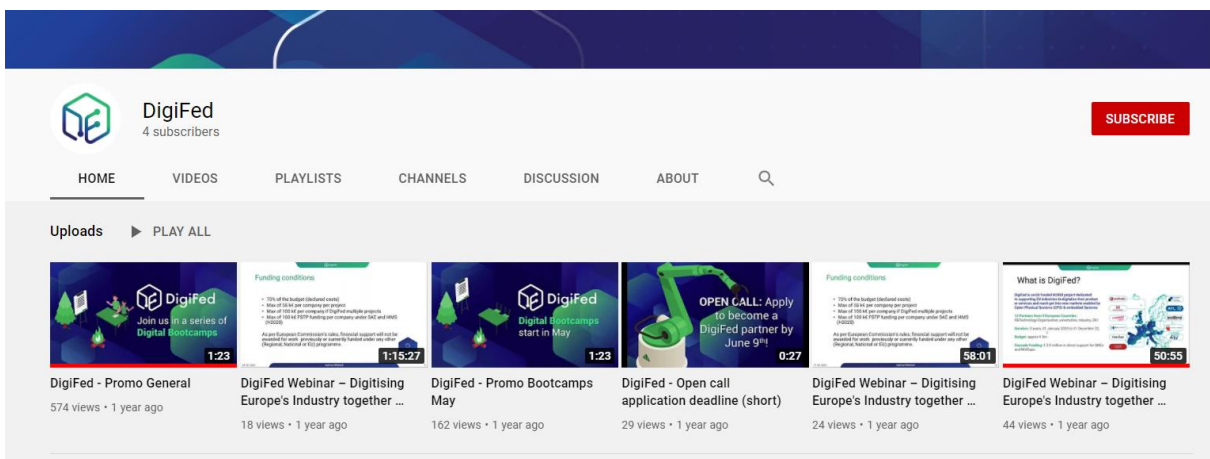 DigiFed
4 subscribers
SUBSCRIBE
HOME VIDEOS PLAYLISTS CHANNELS DISCUSSION ABOUT
Uploads PLAY ALL
DigiFed
Join us in a series of
Digital Bootcamps
1:23
DigiFed - Promo General
574 views • 1 year ago
Funding conditions
1:15:27
DigiFed Webinar – Digitising
Europe's Industry together ...
18 views • 1 year ago
DigiFed
Digital Bootcamps
start in May
1:23
DigiFed - Promo Bootcamps
May
162 views • 1 year ago
OPEN CALL: Apply
to become a
DigiFed partner by
June 9th!
0:27
DigiFed - Open call
application deadline (short)
29 views • 1 year ago
Funding conditions
58:01
DigiFed Webinar – Digitising
Europe's Industry together ...
24 views • 1 year ago
What is DigiFed?
50:55
DigiFed Webinar – Digitising
Europe's Industry together ...
44 views • 1 year ago